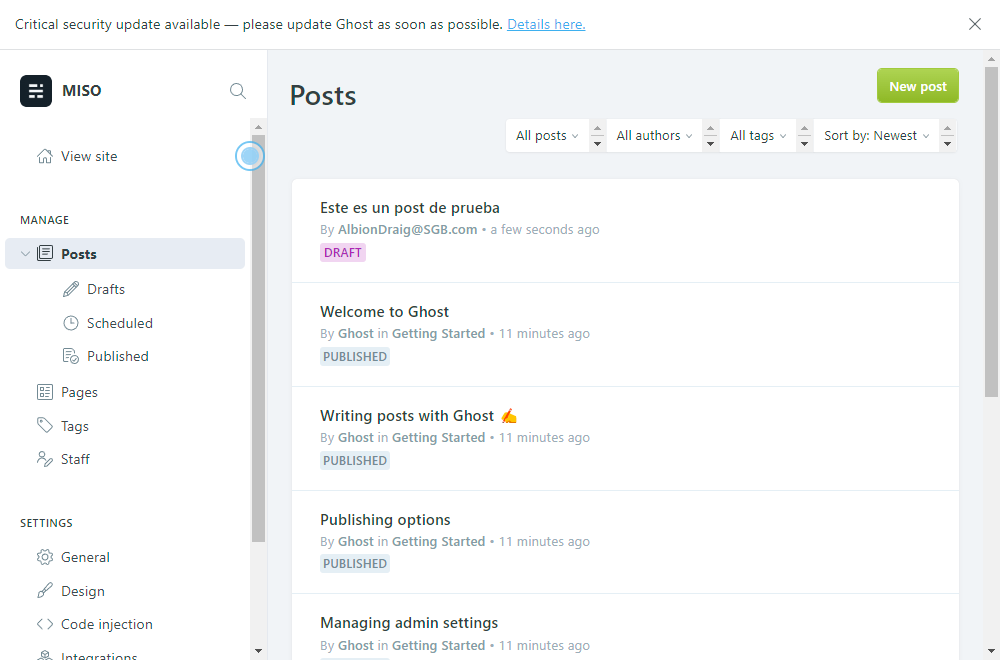 Critical security update available — please update Ghost as soon as possible. Details here.
MISO
View site
MANAGE
Posts
Drafts
Scheduled
Published
Pages
Tags
Staff
SETTINGS
General
Design
Code injection
Integrations
Posts
New post
All posts
All authors
All tags
Sort by: Newest
Este es un post de prueba
By AlbionDraig@SGB.com • a few seconds ago
DRAFT
Welcome to Ghost
By Ghost in Getting Started • 11 minutes ago
PUBLISHED
Writing posts with Ghost ✍️
By Ghost in Getting Started • 11 minutes ago
PUBLISHED
Publishing options
By Ghost in Getting Started • 11 minutes ago
PUBLISHED
Managing admin settings
By Ghost in Getting Started • 11 minutes ago